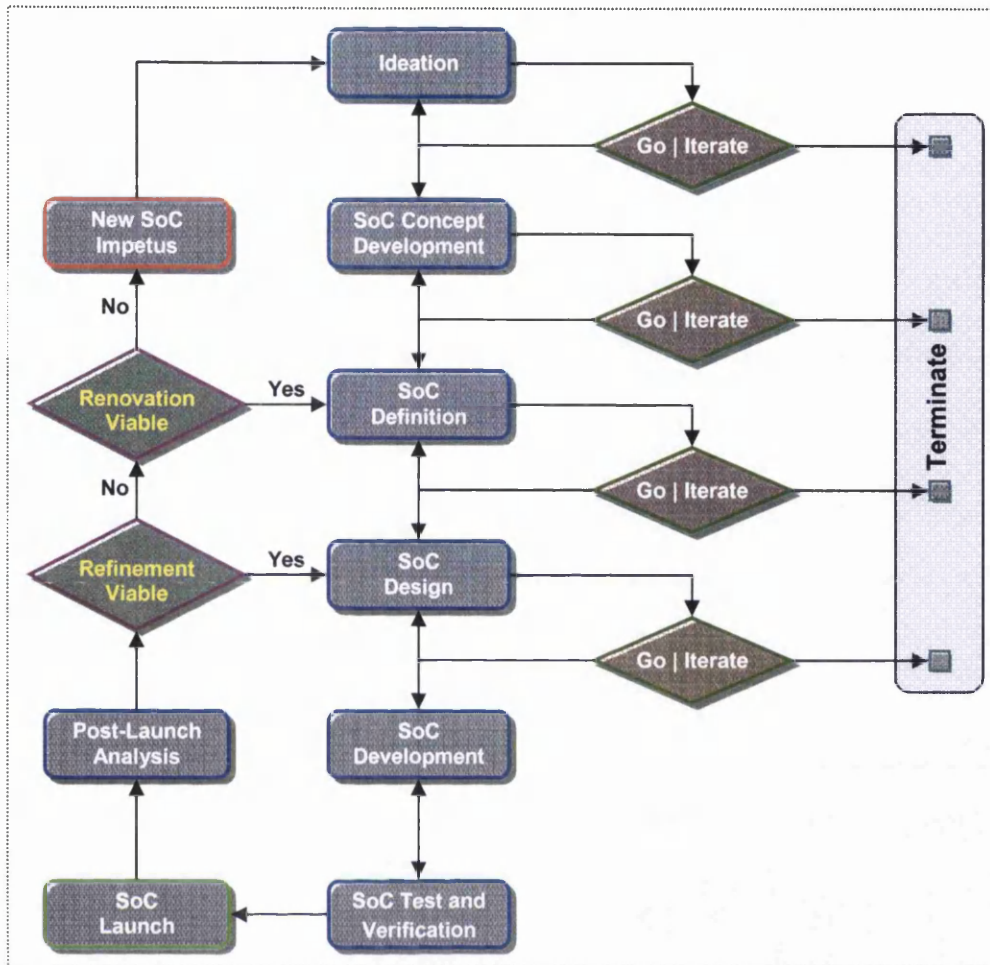 Ideation
Go | Iterate
New SoC
Impetus
SoC Concept
Development
No
Go | Iterate
Renovation
Viable
Yes
SoC
Definition
Terminate
No
Go | Iterate
Refinement
Viable
Yes
SoC
Design
Go | Iterate
Post-Launch
Analysis
SoC
Development
SoC
Launch
SoC Test and
Verification